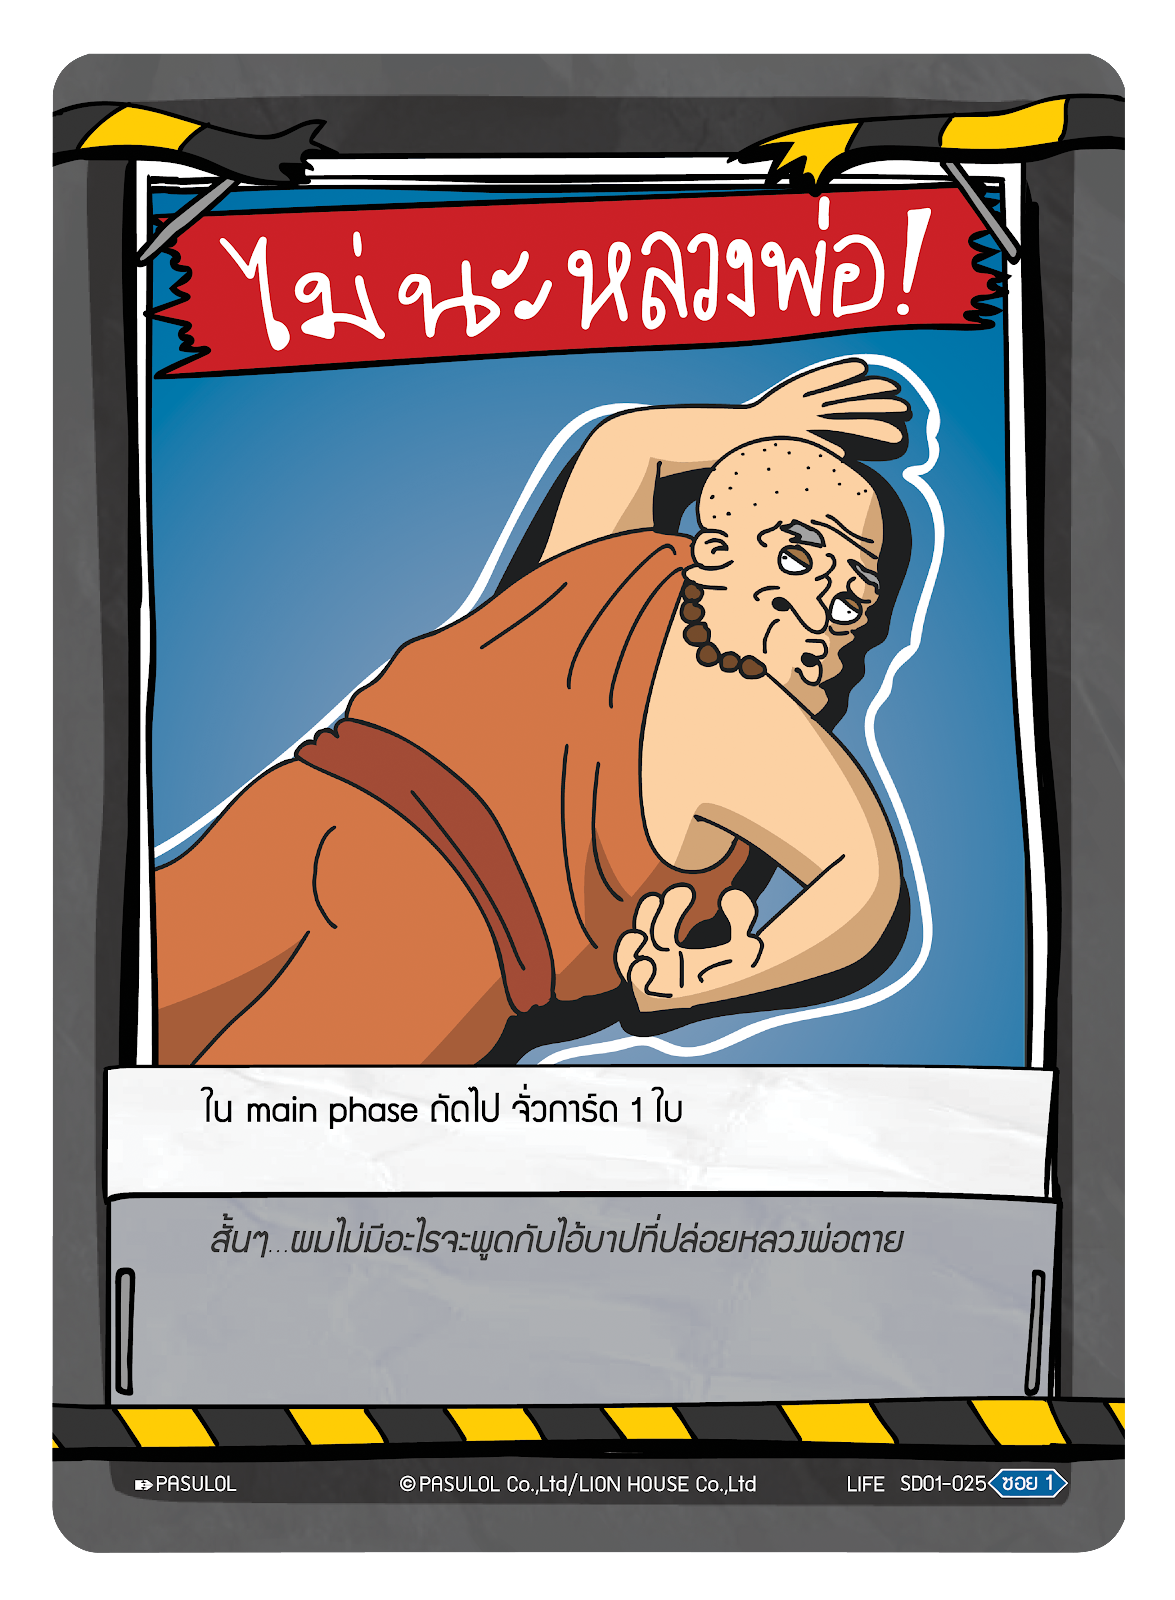 ไม่นะหลวงพ่อ!
ใน main phase ถัดไป จั่วการ์ด 1 ใบ
สั้นๆ...ผมไม่มีอะไรจะพูดกับไอ้บาปที่ปล่อยหลวงพ่อตาย
PASULOL ©PASULOL Co.,Ltd/LION HOUSE Co.,Ltd LIFE SD01-025 ซอย 1